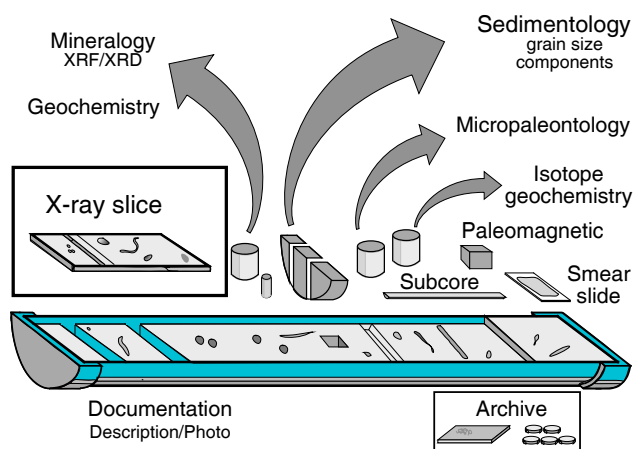 Mineralogy
XRF/XRD
Geochemistry
Sedimentology
grain size
components
Micropaleontology
Isotope
geochemistry
X-ray slice
Paleomagnetic
Subcore
Smear
slide
Documentation
Description/Photo
Archive